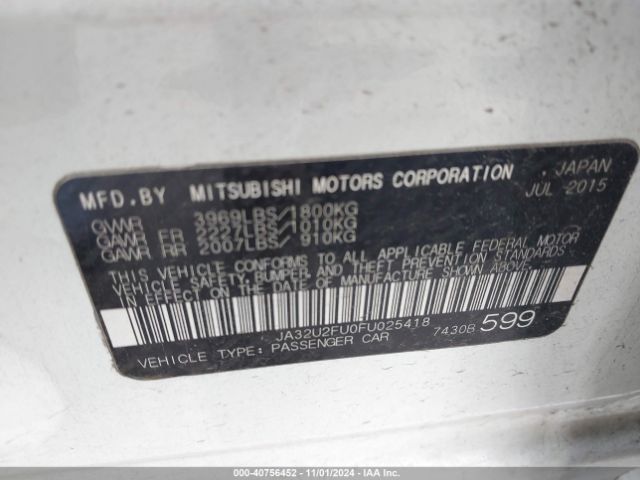 MFD.BY MITSUBISHI MOTORS CORPORATION , JAPAN
JUL 2015
GVWR 3969LBS/1800KG
GAWR FR 2227LBS/1010KG
GAWR RR 2007LBS/ 910KG
THIS VEHICLE CONFORMS TO ALL APPLICABLE FEDERAL MOTOR
VEHICLE SAFETY, BUMPER AND THEFT PREVENTION STANDARDS
IN EFFECT ON THE DATE OF MANUFACTURE SHOWN ABOVE.
JA32U2FU0FU025418
7430B 599
VEHICLE TYPE: PASSENGER CAR
000-40756452 - 11/01/2024 - IAA Inc.